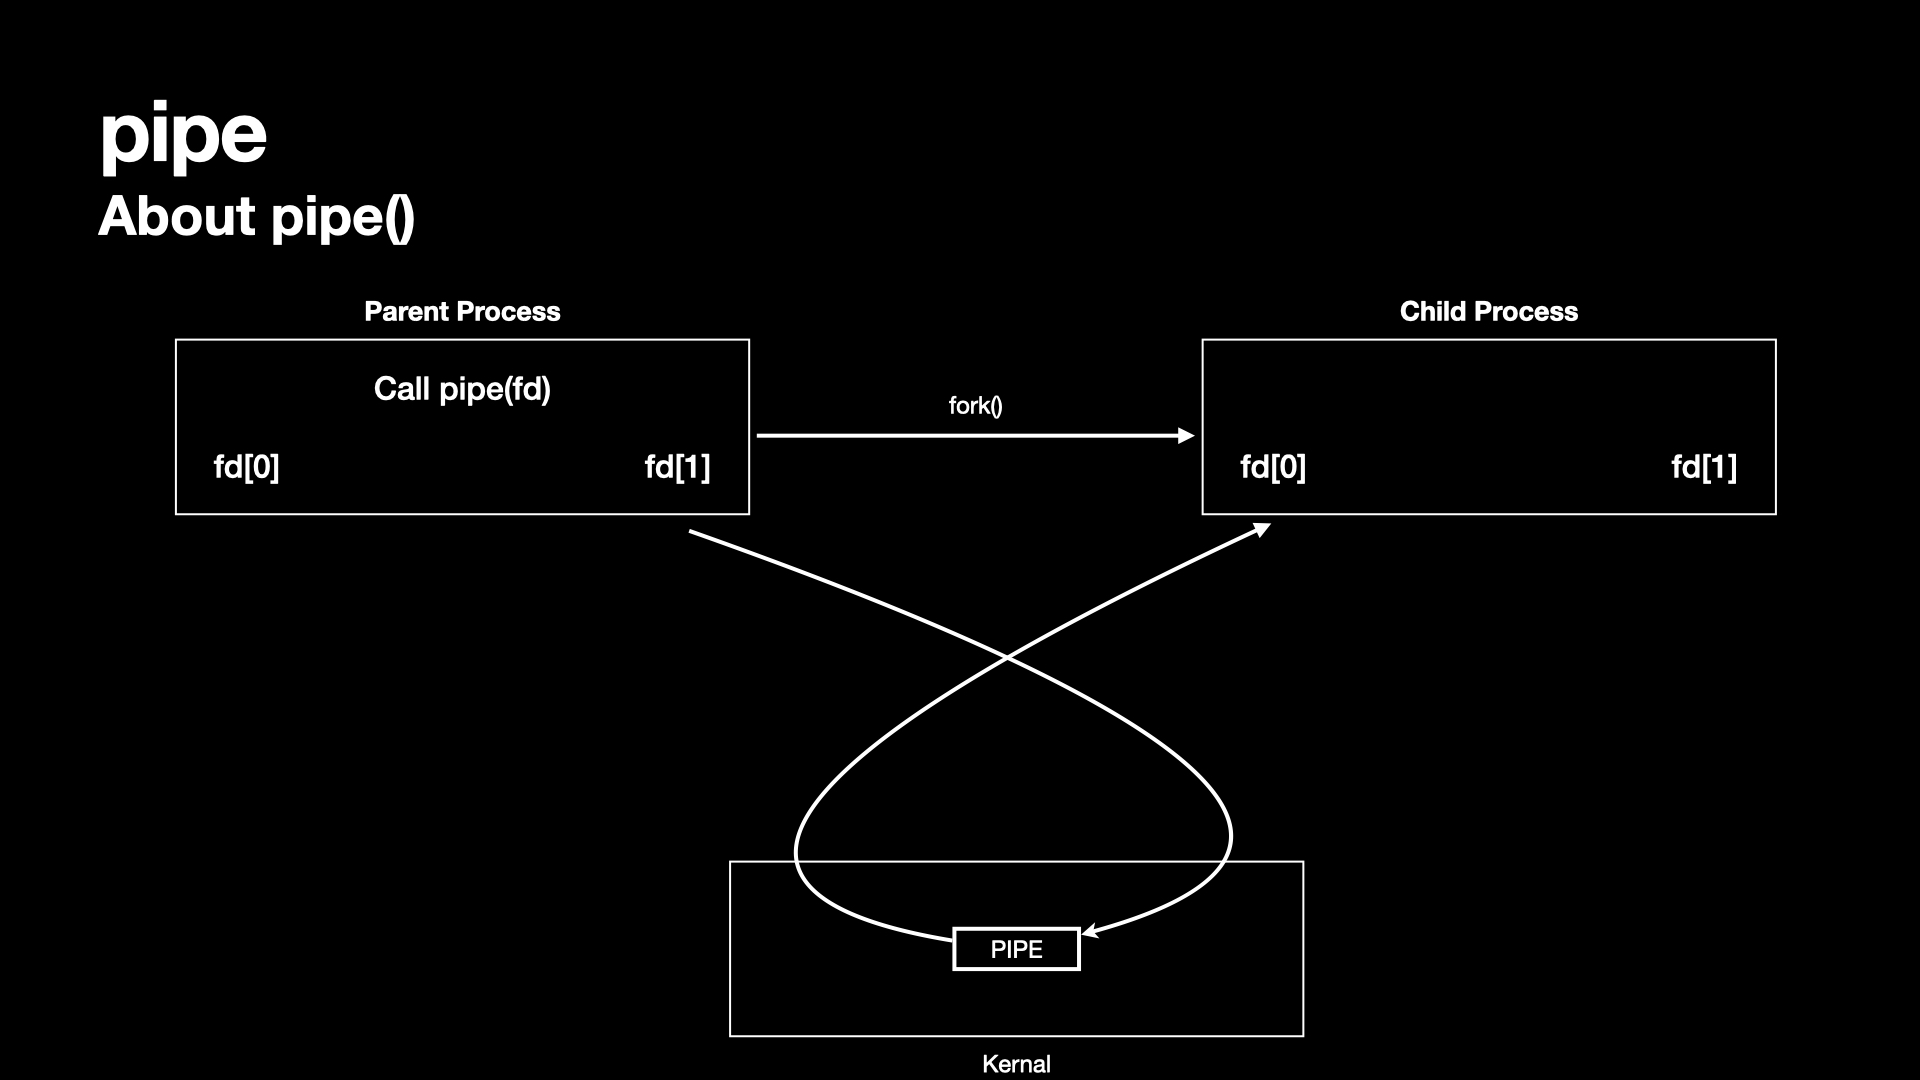 pipe
About pipe()
Parent Process
Child Process
Call pipe(fd)
fork()
fd[0]
fd[1]
fd[0]
fd[1]
PIPE
Kernal